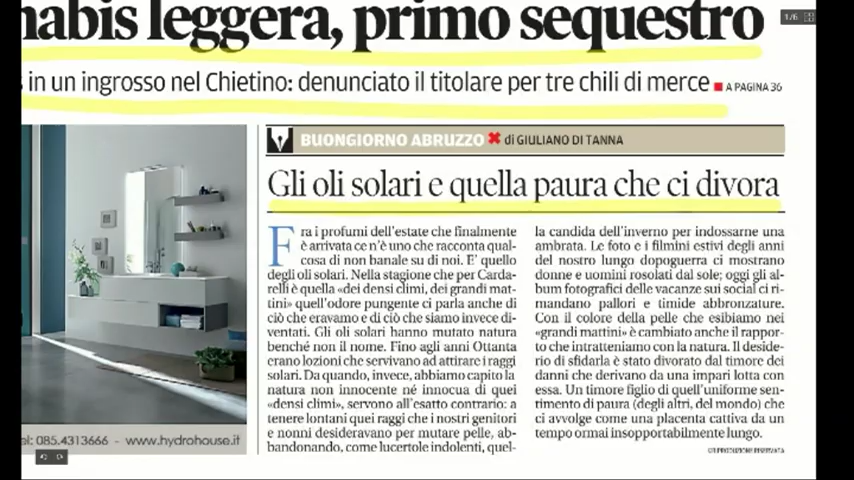 nabis leggera, primo sequestro
in un ingrosso nel Chietino: denunciato il titolare per tre chili di merce ■ A PAGINA 36
1/6
BUONGIORNO ABRUZZO ✖ di GIULIANO DI TANNA
Gli oli solari e quella paura che ci divora
Fra i profumi dell'estate che finalmente
è arrivata ce n'è uno che racconta qual-
cosa di non banale su di noi. E' quello
degli oli solari. Nella stagione che per Carda-
relli è quella «dei densi climi, dei grandi mat-
tini» quell'odore pungente ci parla anche di
ciò che eravamo e di ciò che siamo invece di-
ventati. Gli oli solari hanno mutato natura
benché non il nome. Fino agli anni Ottanta
erano lozioni che servivano ad attirare i raggi
solari. Da quando, invece, abbiamo capito la
natura non innocente né innocua di quei
«densi climi», servono all'esatto contrario: a
tenere lontani quei raggi che i nostri genitori
e nonni desideravano per mutare pelle, ab-
bandonando, come lucertole indolenti, quel-
la candida dell'inverno per indossarne una
ambrata. Le foto e i filmini estivi degli anni
del nostro lungo dopoguerra ci mostrano
donne e uomini rosolati dal sole; oggi gli al-
bum fotografici delle vacanze sui social ci ri-
mandano pallori e timide abbronzature.
Con il colore della pelle che esibiamo nei
«grandi mattini» è cambiato anche il rappor-
to che intratteniamo con la natura. Il deside-
rio di sfidarla è stato divorato dal timore dei
danni che derivano da una impari lotta con
essa. Un timore figlio di quell'uniforme sen-
timento di paura (degli altri, del mondo) che
ci avvolge come una placenta cattiva da un
tempo ormai insopportabilmente lungo.
©RIPRODUZIONE RISERVATA
el: 085.4313666 - www.hydrohouse.it